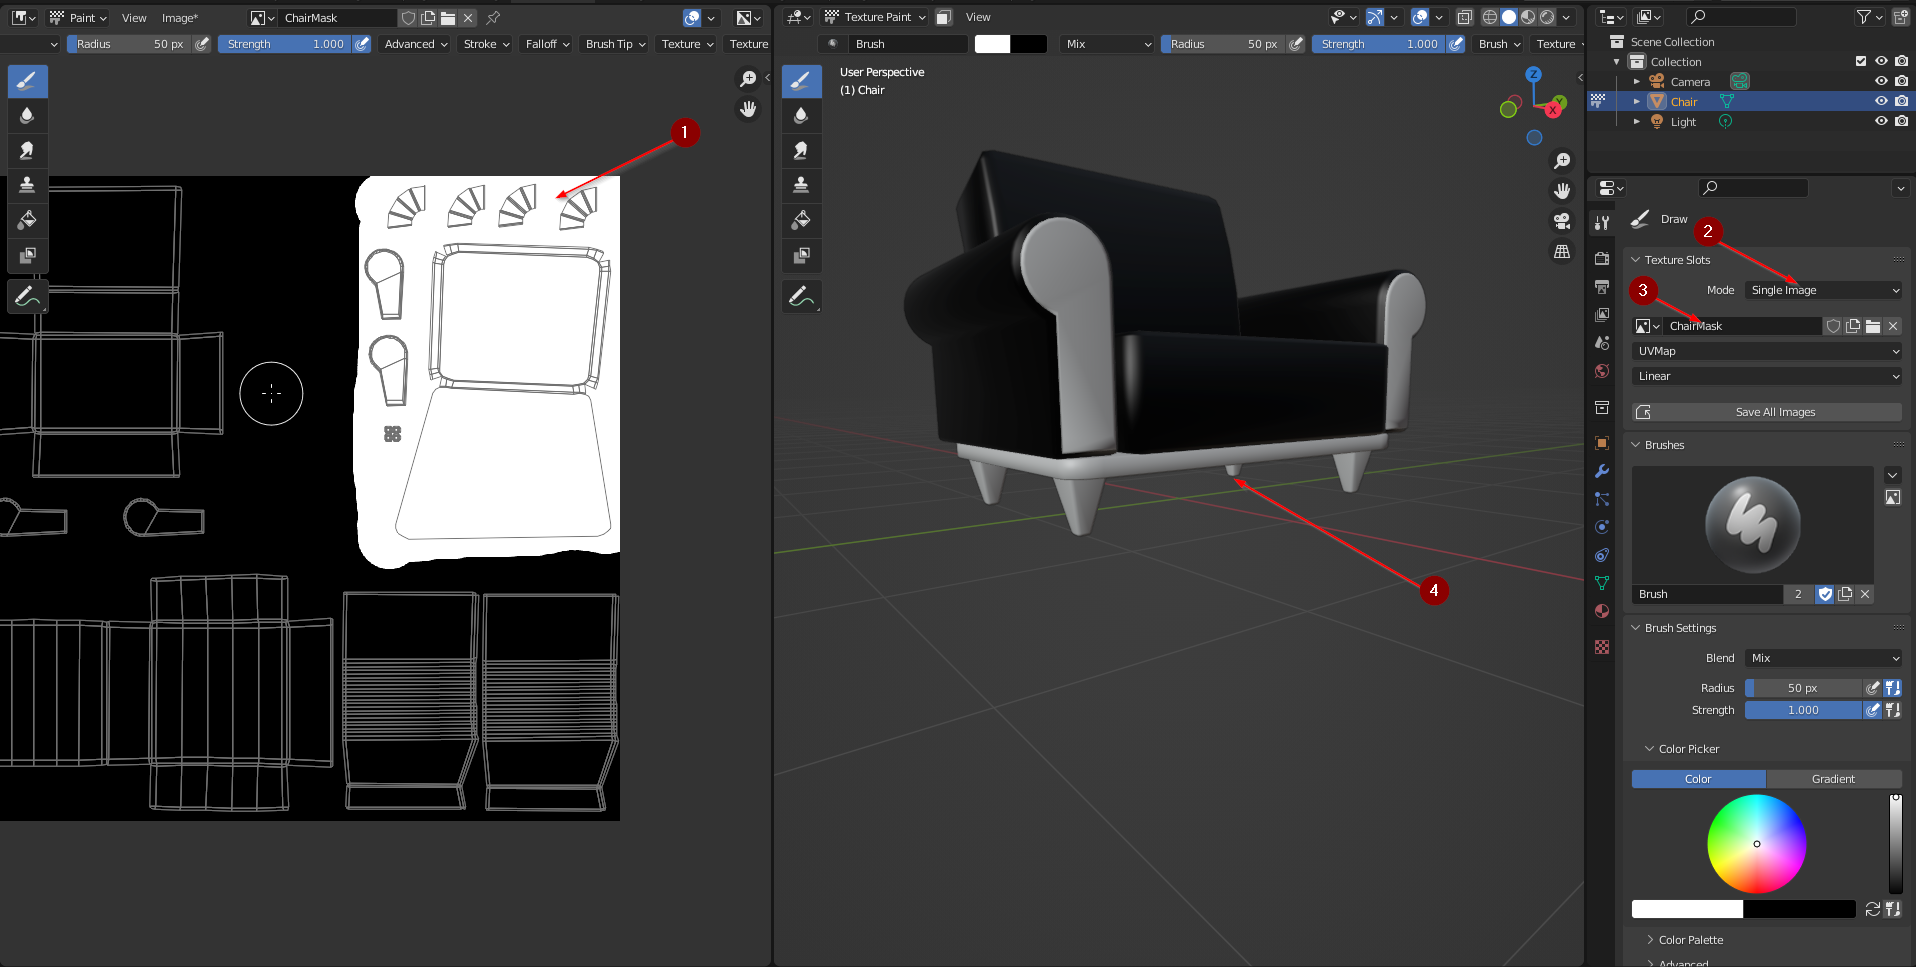 Paint View Image* ChairMask
Radius 50 px Strength 1.000 Advanced Stroke Falloff Brush Tip Texture Texture
1
Texture Paint View
Brush Mix Radius 50 px Strength 1.000 Brush Texture
User Perspective
(1) Chair
Z
Y
X
4
Scene Collection
Collection
Camera
Chair
Light
Draw
2
Texture Slots
3
Mode Single Image
ChairMask
UVMap
Linear
Save All Images
Brushes
Brush 2
Brush Settings
Blend Mix
Radius 50 px
Strength 1.000
Color Picker
Color Gradient
Color Palette
Advanced